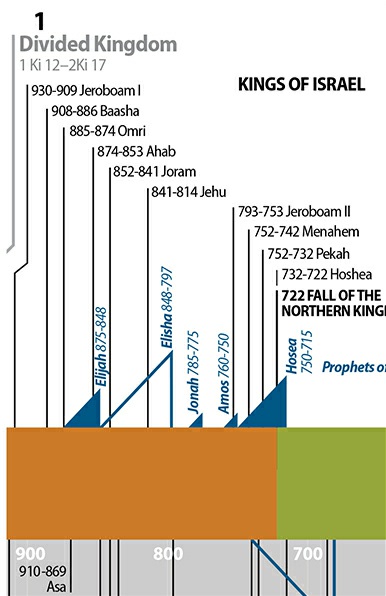 1
Divided Kingdom
1 Ki 12–2Ki 17
KINGS OF ISRAEL
930-909 Jeroboam I
908-886 Baasha
885-874 Omri
874-853 Ahab
852-841 Joram
841-814 Jehu
793-753 Jeroboam II
752-742 Menahem
752-732 Pekah
732-722 Hoshea
722 FALL OF THE
NORTHERN KING
Elijah 875-848
Elisha 848-797
Jonah 785-775
Amos 760-750
Hosea
750-715
Prophets of
900 800 700
910-869
Asa